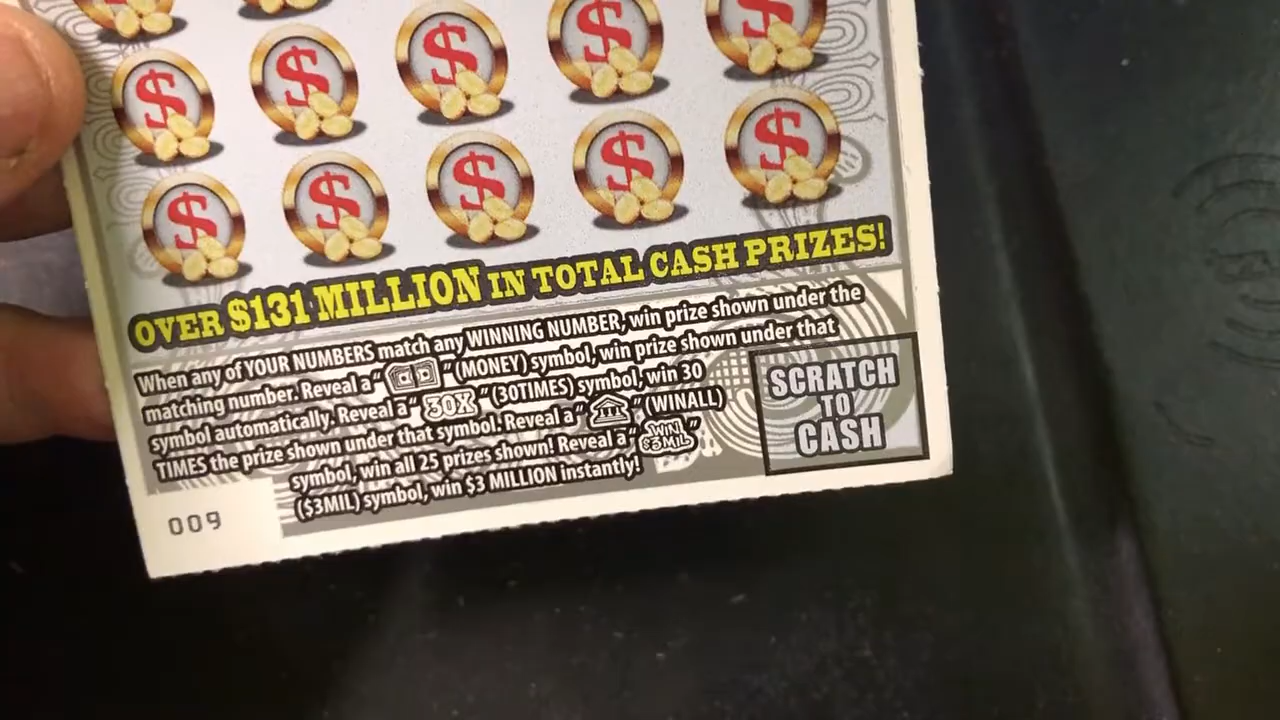 $ $ $ $ $
$ $ $ $ $
OVER $131 MILLION IN TOTAL CASH PRIZES!
When any of YOUR NUMBERS match any WINNING NUMBER, win prize shown under the
matching number. Reveal a " " (MONEY) symbol, win prize shown under that
symbol automatically. Reveal a "30X" (30TIMES) symbol, win 30
TIMES the prize shown under that symbol. Reveal a " " (WINALL)
symbol, win all 25 prizes shown! Reveal a "WIN $3MIL"
($3MIL) symbol, win $3 MILLION instantly!
SCRATCH
TO
CASH
009